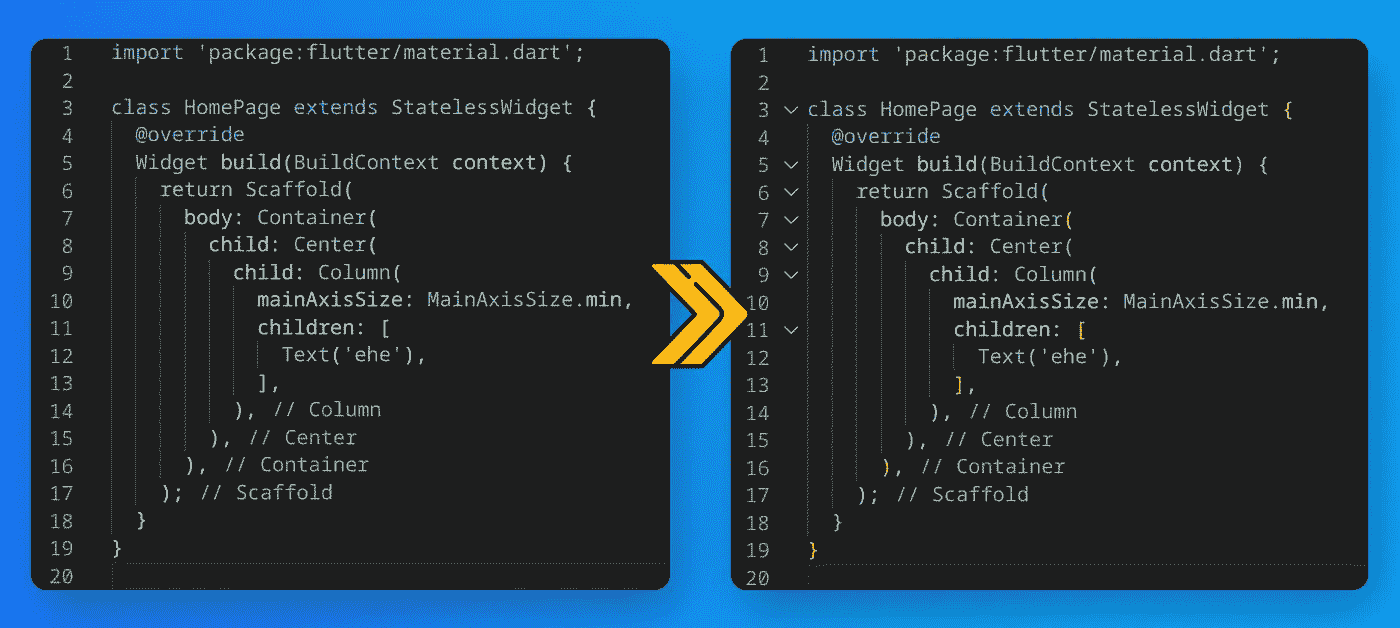 1 import 'package:flutter/material.dart';
2
3 class HomePage extends StatelessWidget {
4 @override
5 Widget build(BuildContext context) {
6 return Scaffold(
7 body: Container(
8 child: Center(
9 child: Column(
10 mainAxisSize: MainAxisSize.min,
11 children: [
12 Text('ehe'),
13 ],
14 ), // Column
15 ), // Center
16 ), // Container
17 ); // Scaffold
18 }
19 }
20
1 import 'package:flutter/material.dart';
2
3 class HomePage extends StatelessWidget {
4 @override
5 Widget build(BuildContext context) {
6 return Scaffold(
7 body: Container(
8 child: Center(
9 child: Column(
10 mainAxisSize: MainAxisSize.min,
11 children: [
12 Text('ehe'),
13 ],
14 ), // Column
15 ), // Center
16 ), // Container
17 ); // Scaffold
18 }
19 }
20